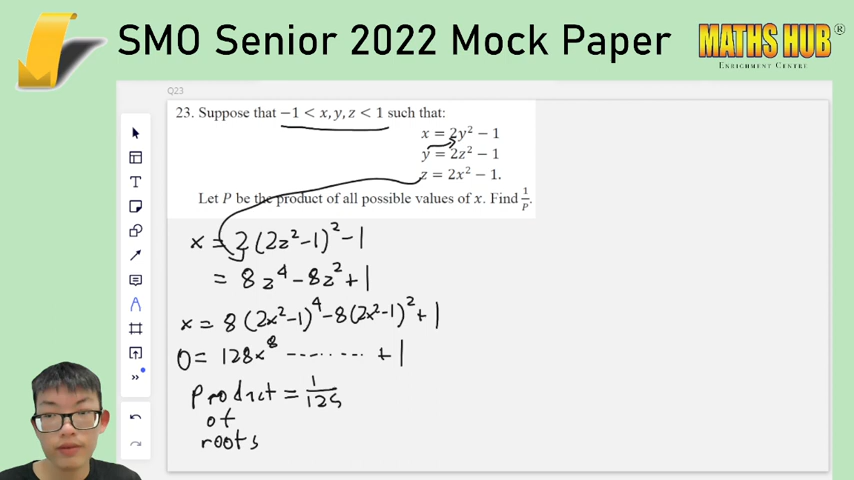 SMO Senior 2022 Mock Paper
MATHS HUB®
ENRICHMENT CENTRE
Q23
23. Suppose that −1 < x, y, z < 1 such that:
x = 2y² − 1
y = 2z² − 1
z = 2x² − 1.
Let P be the product of all possible values of x. Find 1/P.
x = 2(2z²−1)²−1
= 8z⁴−8z²+1
x = 8(2x²−1)⁴−8(2x²−1)²+1
0 = 128x⁸ -------- +1
Product = 1/128
of
roots